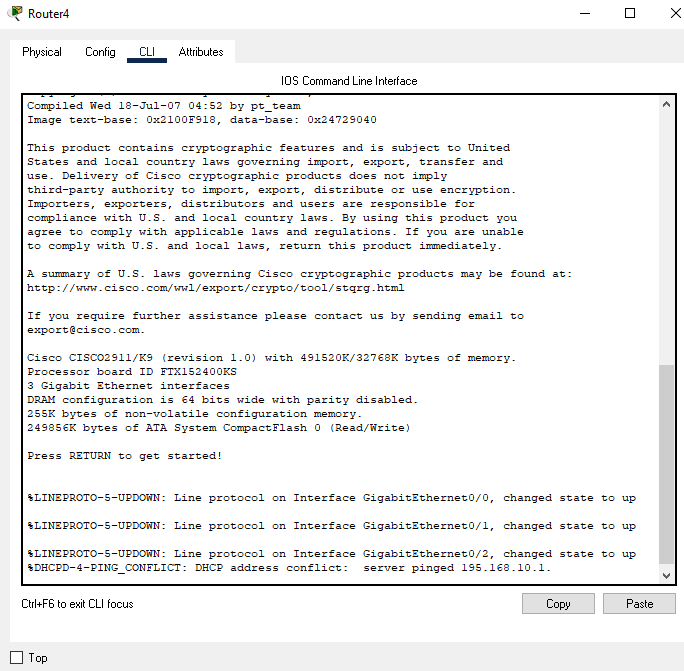 Router4
Physical Config CLI Attributes
IOS Command Line Interface
Compiled Wed 18-Jul-07 04:52 by pt_team
Image text-base: 0x2100F918, data-base: 0x24729040
This product contains cryptographic features and is subject to United
States and local country laws governing import, export, transfer and
use. Delivery of Cisco cryptographic products does not imply
third-party authority to import, export, distribute or use encryption.
Importers, exporters, distributors and users are responsible for
compliance with U.S. and local country laws. By using this product you
agree to comply with applicable laws and regulations. If you are unable
to comply with U.S. and local laws, return this product immediately.
A summary of U.S. laws governing Cisco cryptographic products may be found at:
http://www.cisco.com/wwl/export/crypto/tool/stqrg.html
If you require further assistance please contact us by sending email to
export@cisco.com.
Cisco CISCO2911/K9 (revision 1.0) with 491520K/32768K bytes of memory.
Processor board ID FTX152400KS
3 Gigabit Ethernet interfaces
DRAM configuration is 64 bits wide with parity disabled.
255K bytes of non-volatile configuration memory.
249856K bytes of ATA System CompactFlash 0 (Read/Write)
Press RETURN to get started!
%LINEPROTO-5-UPDOWN: Line protocol on Interface GigabitEthernet0/0, changed state to up
%LINEPROTO-5-UPDOWN: Line protocol on Interface GigabitEthernet0/1, changed state to up
%LINEPROTO-5-UPDOWN: Line protocol on Interface GigabitEthernet0/2, changed state to up
%DHCPD-4-PING_CONFLICT: DHCP address conflict:  server pinged 195.168.10.1.
Ctrl+F6 to exit CLI focus
Copy Paste
Top